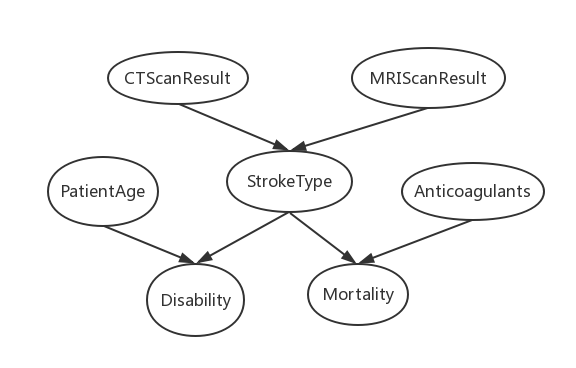 CTScanResult
MRIScanResult
StrokeType
PatientAge
Anticoagulants
Disability
Mortality